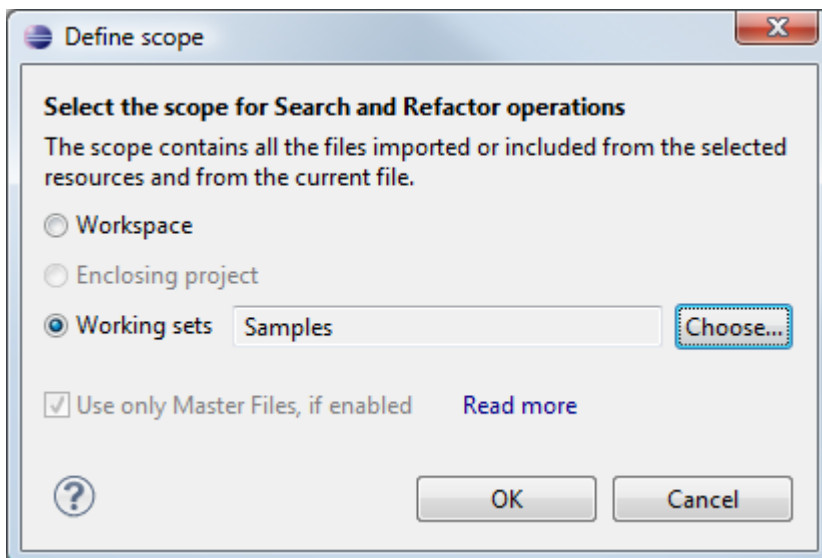 Define scope
Select the scope for Search and Refactor operations
The scope contains all the files imported or included from the selected
resources and from the current file.
Workspace
Enclosing project
Working sets Samples Choose...
Use only Master Files, if enabled Read more
? OK Cancel